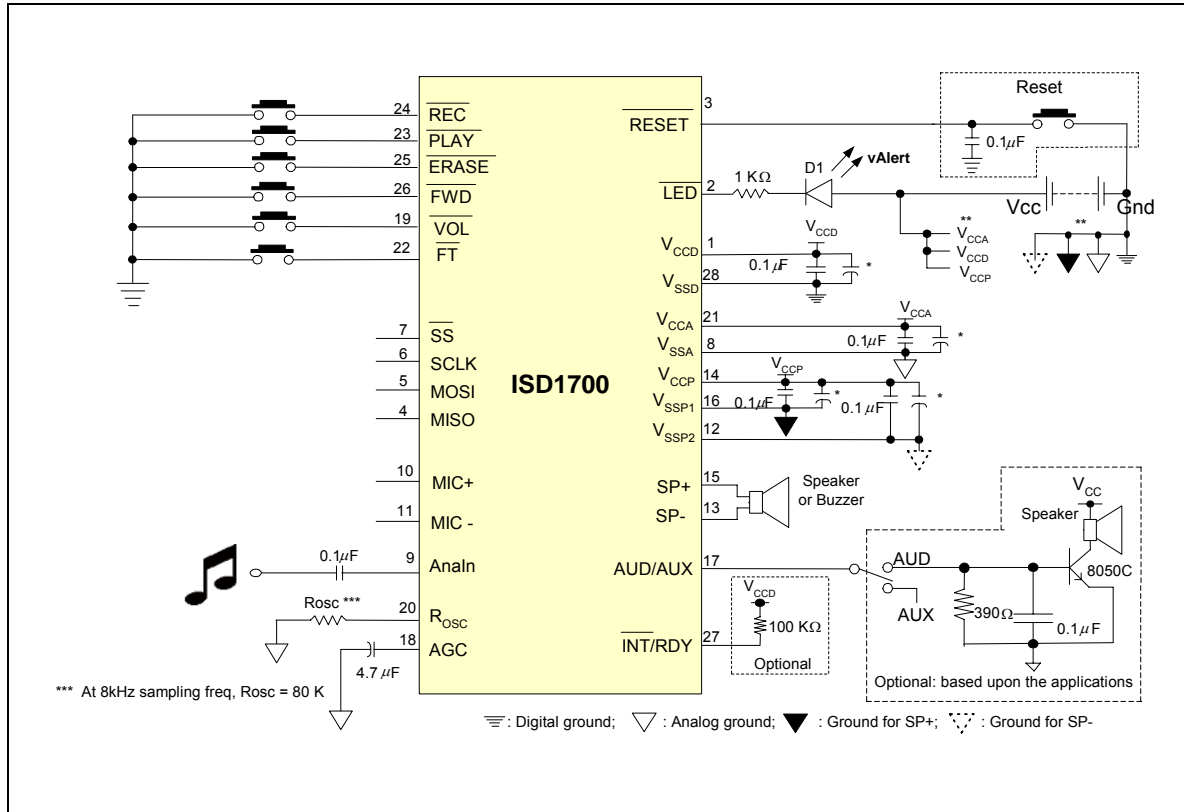 Reset
3
24 REC RESET
0.1μF
23 PLAY
D1 vAlert
25 ERASE
1 KΩ
26 FWD LED 2
Vcc Gnd
19 VOL
** **
VCCA
VCCD
VCCP
22 FT
VCCD
VCCD 1
0.1μF *
VSSD 28
VCCA 21
VCCA
0.1μF *
7 SS
VSSA 8
6 SCLK
5 MOSI
4 MISO
ISD1700
VCCP 14
VCCP
VSSP1 16
0.1μF * 0.1μF *
VSSP2 12
10 MIC+
SP+ 15
Speaker
or Buzzer
11 MIC -
SP- 13
VCC
Speaker
0.1μF
9 AnaIn
AUD/AUX 17
AUD
8050C
AUX
390Ω
0.1μF
VCCD
100 KΩ
Rosc ***
20 ROSC
INT/RDY 27
Optional
18 AGC
4.7 μF
Optional: based upon the applications
*** At 8kHz sampling freq, Rosc = 80 K
: Digital ground; : Analog ground; : Ground for SP+; : Ground for SP-